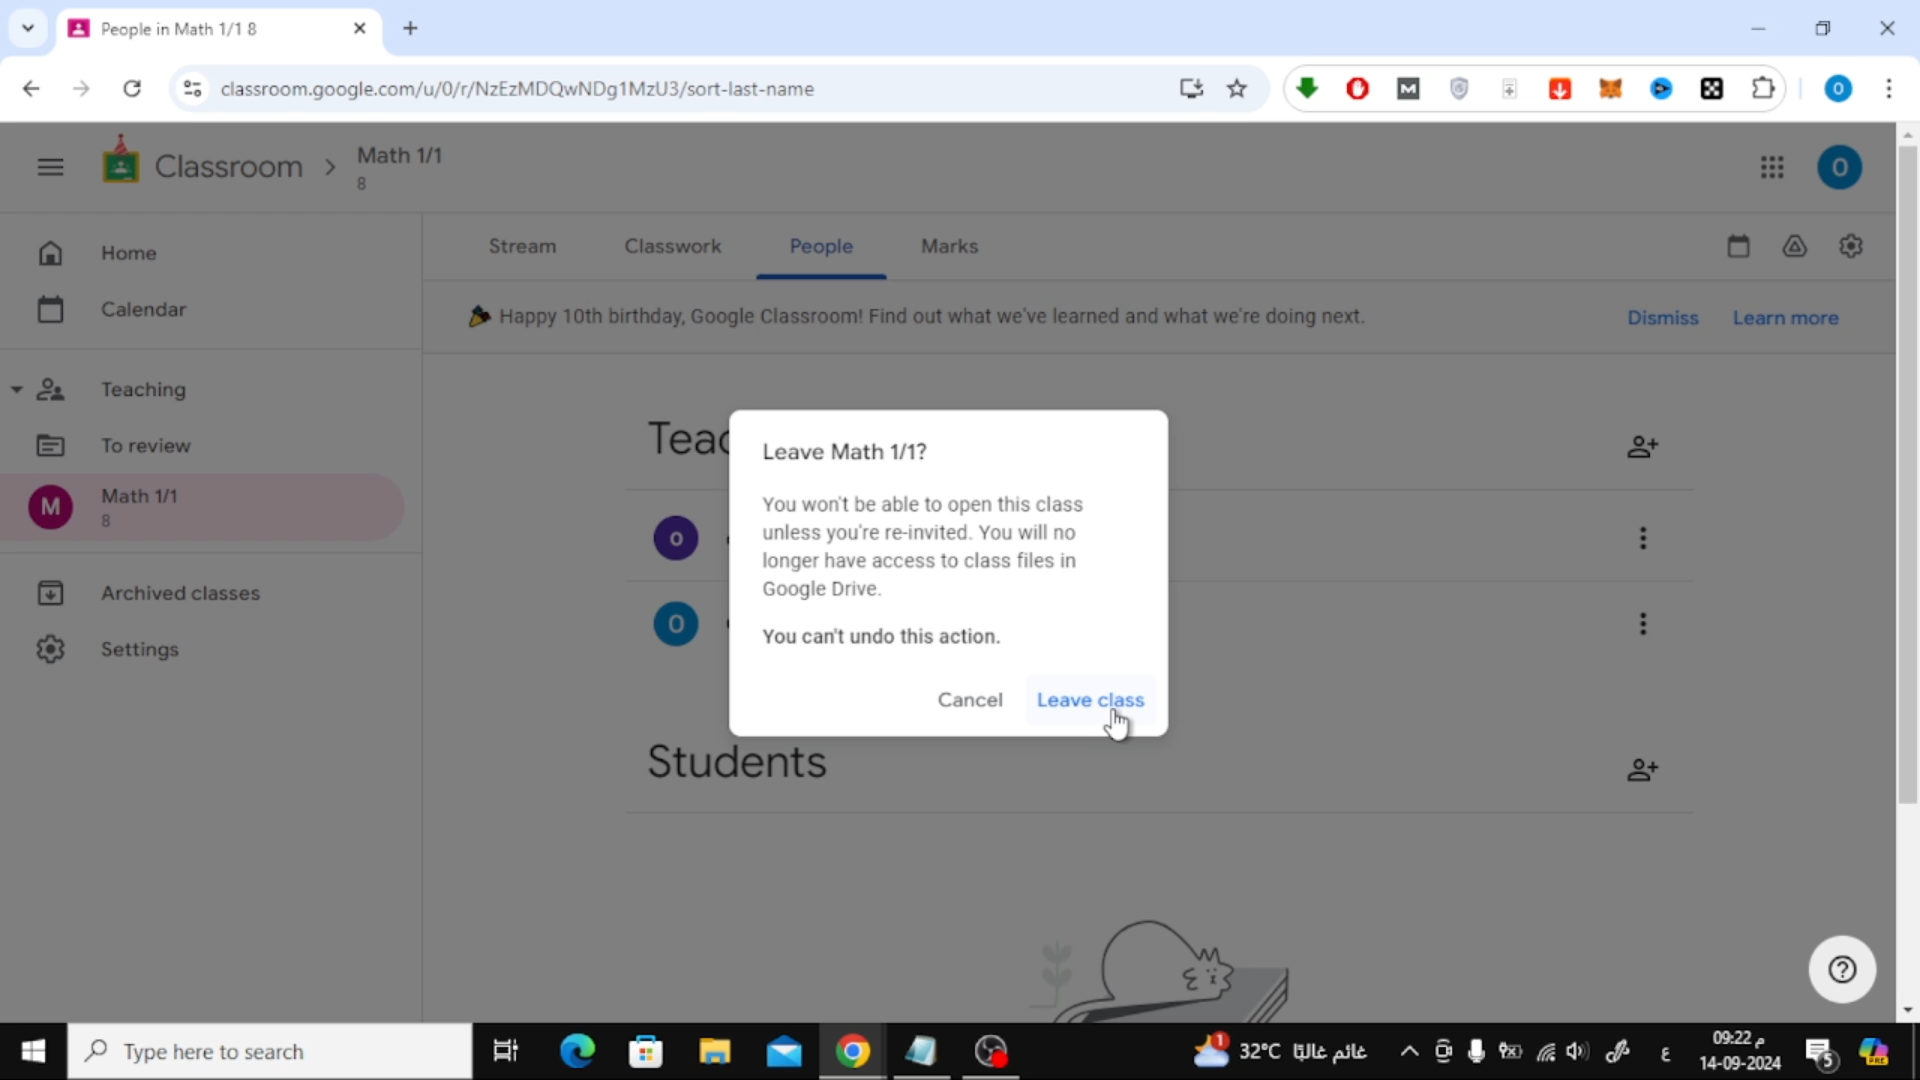 People in Math 1/1 8
classroom.google.com/u/0/r/NzEzMDQwNDg1MzU3/sort-last-name
O
Classroom > Math 1/1
8
O
Home
Calendar
Teaching
To review
M Math 1/1
8
Archived classes
Settings
Stream Classwork People Marks
Happy 10th birthday, Google Classroom! Find out what we've learned and what we're doing next.
Dismiss Learn more
Teac
o
O
Leave Math 1/1?
You won't be able to open this class
unless you're re-invited. You will no
longer have access to class files in
Google Drive.
You can't undo this action.
Cancel Leave class
Students
Type here to search
1
32°C غائم غالبًا
ع
09:22 م
14-09-2024
5
PRE